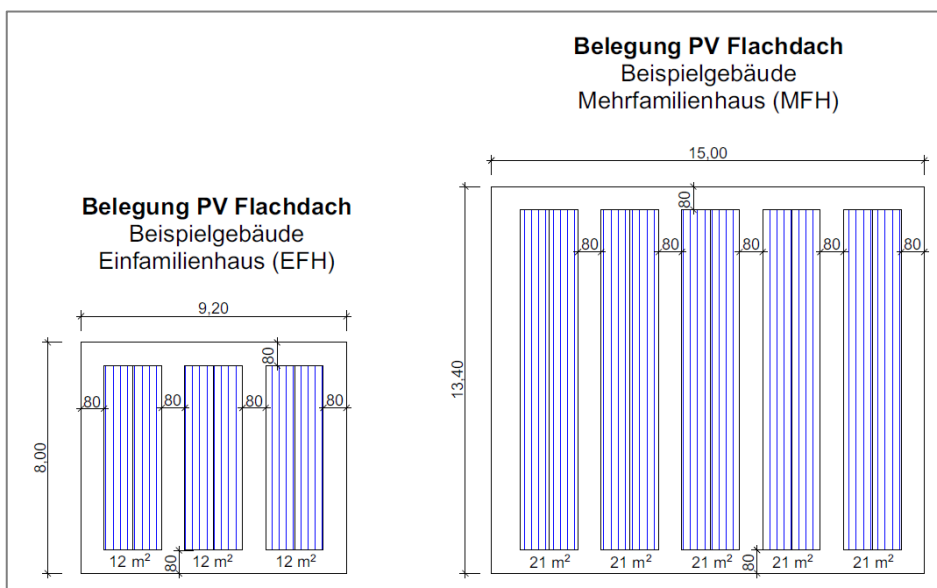 Belegung PV Flachdach
Beispielgebäude
Mehrfamilienhaus (MFH)
15,00
80
80 80 80 80 80
13,40
21 m² 21 m² 21 m² 21 m² 21 m²
80
Belegung PV Flachdach
Beispielgebäude
Einfamilienhaus (EFH)
9,20
80
80 80 80 80
8,00
12 m² 12 m² 12 m²
80